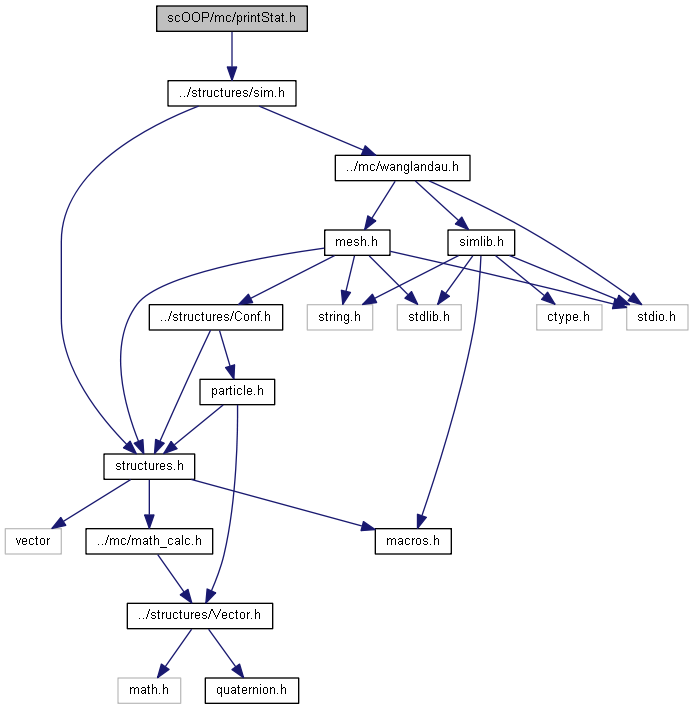 scOOP/mc/printStat.h
../structures/sim.h
../mc/wanglandau.h
mesh.h
simlib.h
../structures/Conf.h
string.h
stdlib.h
ctype.h
stdio.h
particle.h
structures.h
vector
../mc/math_calc.h
macros.h
../structures/Vector.h
math.h
quaternion.h